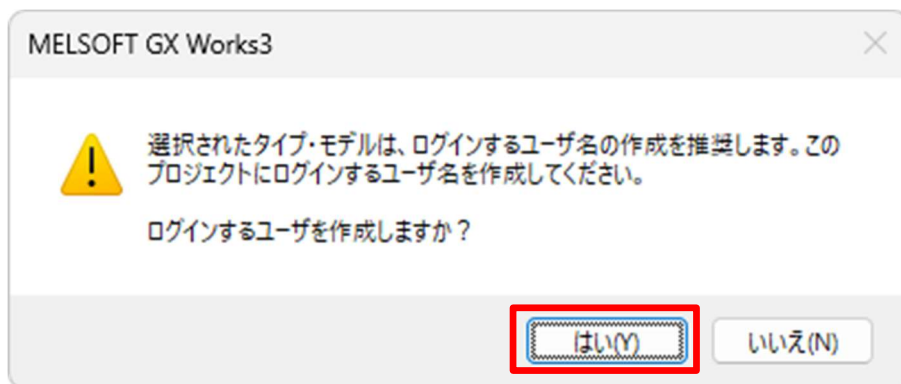 MELSOFT GX Works3
選択されたタイプ・モデルは、ログインするユーザ名の作成を推奨します。この
プロジェクトにログインするユーザ名を作成してください。
ログインするユーザを作成しますか？
はい(Y)
いいえ(N)